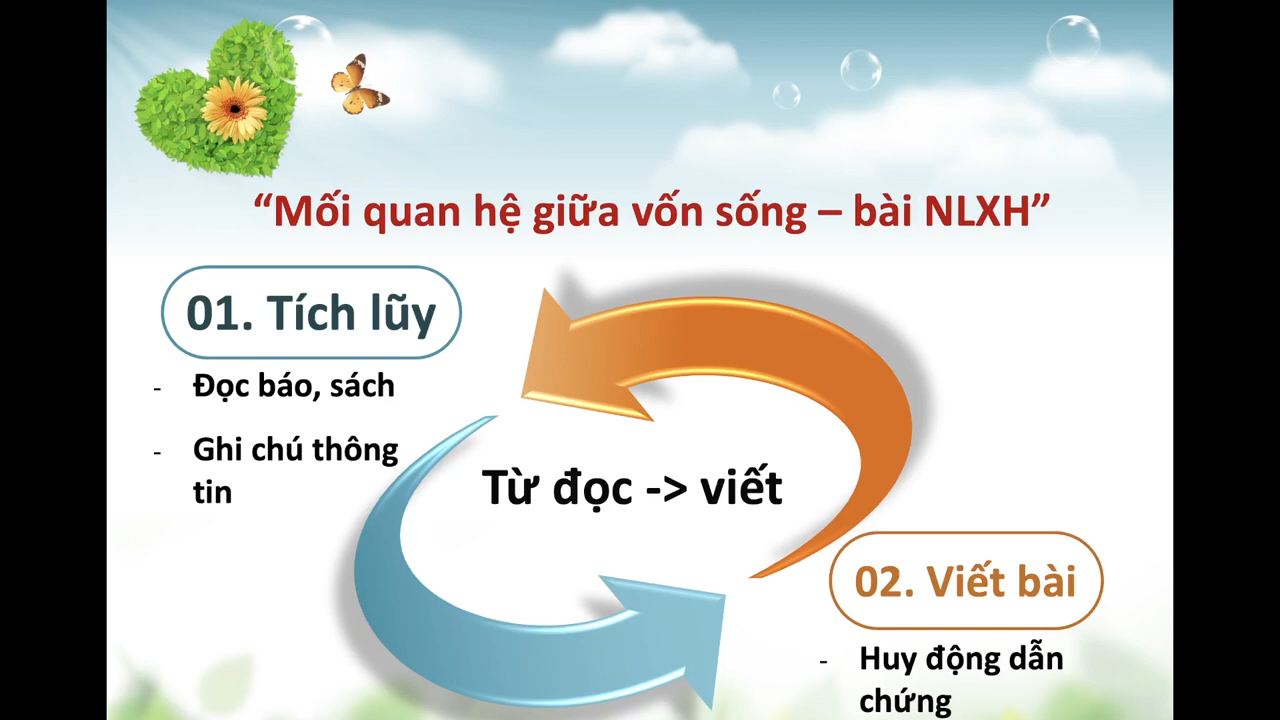 “Mối quan hệ giữa vốn sống – bài NLXH”
01. Tích lũy
- Đọc báo, sách
- Ghi chú thông
tin
Từ đọc -> viết
02. Viết bài
- Huy động dẫn
chứng